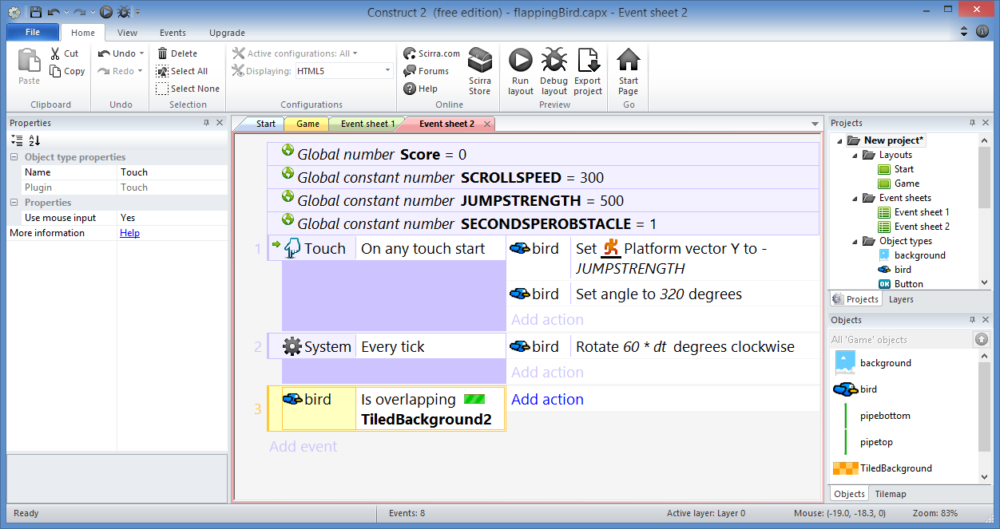 Construct 2 (free edition) - flappingBird.capx - Event sheet 2
File Home View Events Upgrade
Paste
Cut
Copy
Clipboard
Undo
Redo
Undo
Delete
Select All
Select None
Selection
Active configurations: All
Displaying: HTML5
Configurations
Scirra.com
Forums
Help
Scirra
Store
Online
Run
layout
Debug
layout
Export
project
Preview
Start
Page
Go
Properties
Object type properties
Name Touch
Plugin Touch
Properties
Use mouse input Yes
More information Help
Start Game Event sheet 1 Event sheet 2
Global number Score = 0
Global constant number SCROLLSPEED = 300
Global constant number JUMPSTRENGTH = 500
Global constant number SECONDSPEROBSTACLE = 1
1 Touch On any touch start bird Set Platform vector Y to -
JUMPSTRENGTH
bird Set angle to 320 degrees
Add action
2 System Every tick bird Rotate 60 * dt degrees clockwise
Add action
3 bird Is overlapping
TiledBackground2
Add action
Add event
Projects
New project*
Layouts
Start
Game
Event sheets
Event sheet 1
Event sheet 2
Object types
background
bird
OK Button
Projects Layers
Objects
All 'Game' objects
background
bird
pipebottom
pipetop
TiledBackground
Objects Tilemap
Ready Events: 8 Active layer: Layer 0 Mouse: (-19.0, -18.3, 0) Zoom: 83%